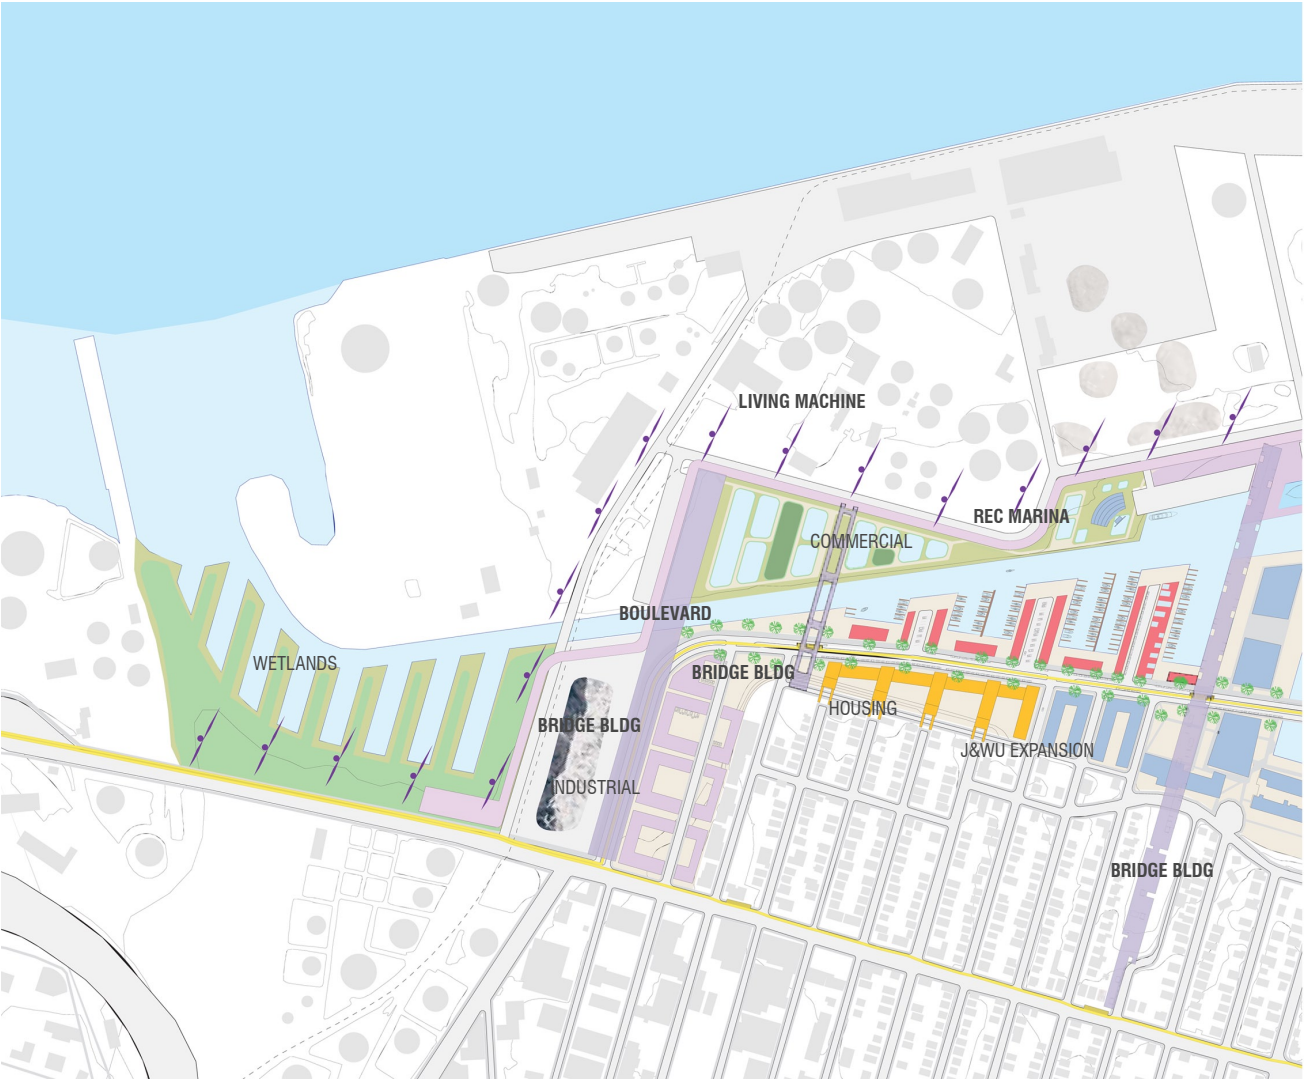 LIVING MACHINE
REC MARINA
COMMERCIAL
BOULEVARD
WETLANDS
BRIDGE BLDG
HOUSING
BRIDGE BLDG
J&WU EXPANSION
INDUSTRIAL
BRIDGE BLDG